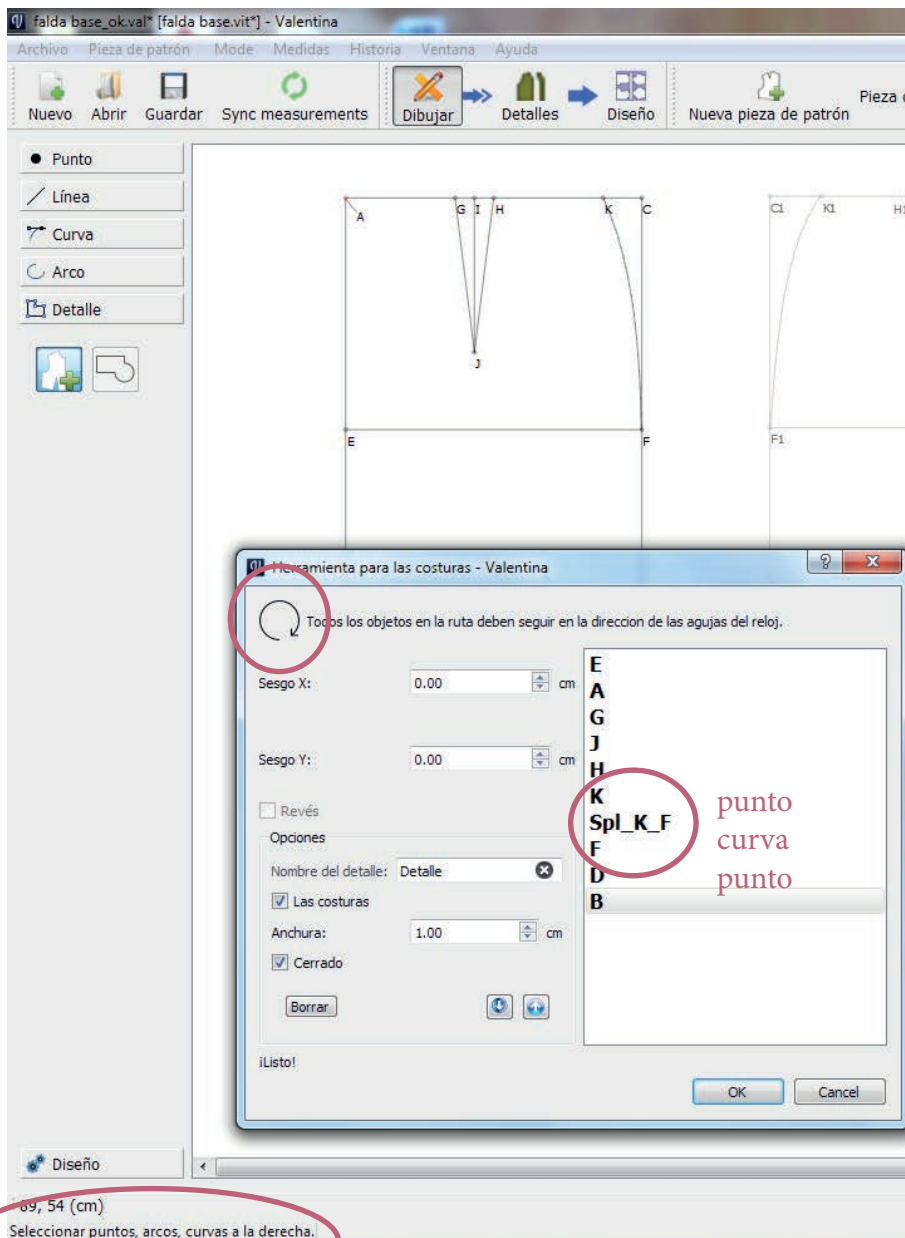 falda base_ok.val* [falda base.vit*] - Valentina
Archivo Pieza de patrón Mode Medidas Historia Ventana Ayuda
Nuevo Abrir Guardar Sync measurements Dibujar Detalles Diseño Nueva pieza de patrón Pieza
Punto
Línea
Curva
Arco
Detalle
A G I H K C C1 K1 H1
J
E F F1
Herramienta para las costuras - Valentina
Todos los objetos en la ruta deben seguir en la direccion de las agujas del reloj.
Sesgo X: 0.00 cm
Sesgo Y: 0.00 cm
Revés
Opciones
Nombre del detalle: Detalle
Las costuras
Anchura: 1.00 cm
Cerrado
Borrar
¡Listo!
E
A
G
J
H
K
Spl_K_F
F
D
B
punto
curva
punto
OK Cancel
Diseño
89, 54 (cm)
Seleccionar puntos, arcos, curvas a la derecha.